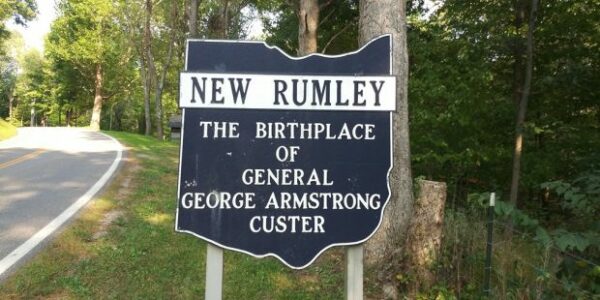 NEW RUMLEY
THE BIRTHPLACE
OF
GENERAL
GEORGE ARMSTRONG
CUSTER